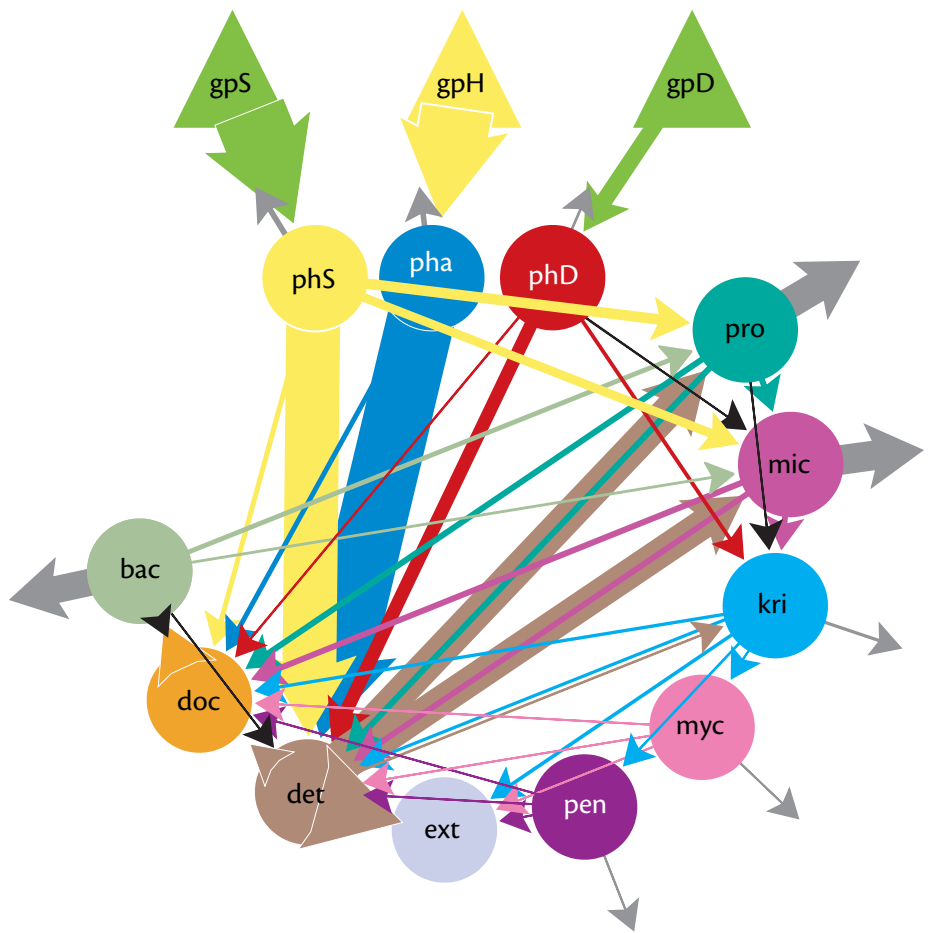 gpS
gpH
gpD
phS
pha
phD
pro
mic
bac
kri
doc
myc
det
ext
pen